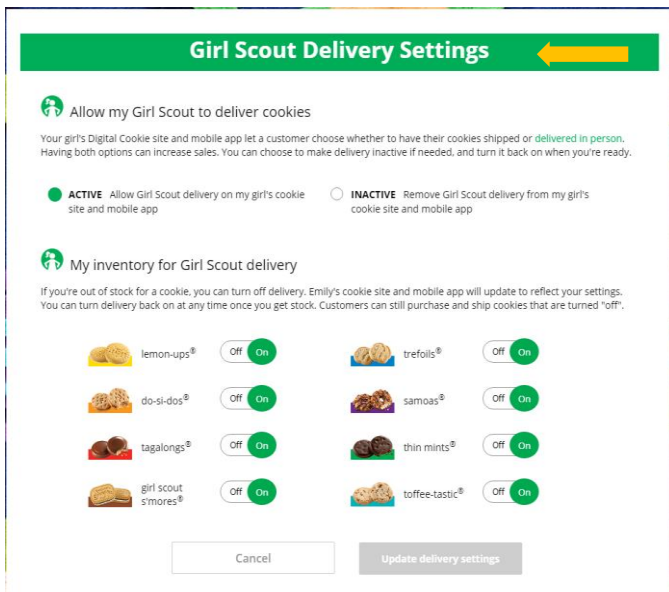 Girl Scout Delivery Settings
Allow my Girl Scout to deliver cookies
Your girl's Digital Cookie site and mobile app let a customer choose whether to have their cookies shipped or delivered in person.
Having both options can increase sales. You can choose to make delivery inactive if needed, and turn it back on when you're ready.
ACTIVE Allow Girl Scout delivery on my girl's cookie
site and mobile app
INACTIVE Remove Girl Scout delivery from my girl's
cookie site and mobile app
My inventory for Girl Scout delivery
If you're out of stock for a cookie, you can turn off delivery. Emily's cookie site and mobile app will update to reflect your settings.
You can turn delivery back on at any time once you get stock. Customers can still purchase and ship cookies that are turned "off".
lemon-ups® Off On
trefoils® Off On
do-si-dos® Off On
samoas® Off On
tagalongs® Off On
thin mints® Off On
girl scout
s'mores® Off On
toffee-tastic® Off On
Cancel
Update delivery settings